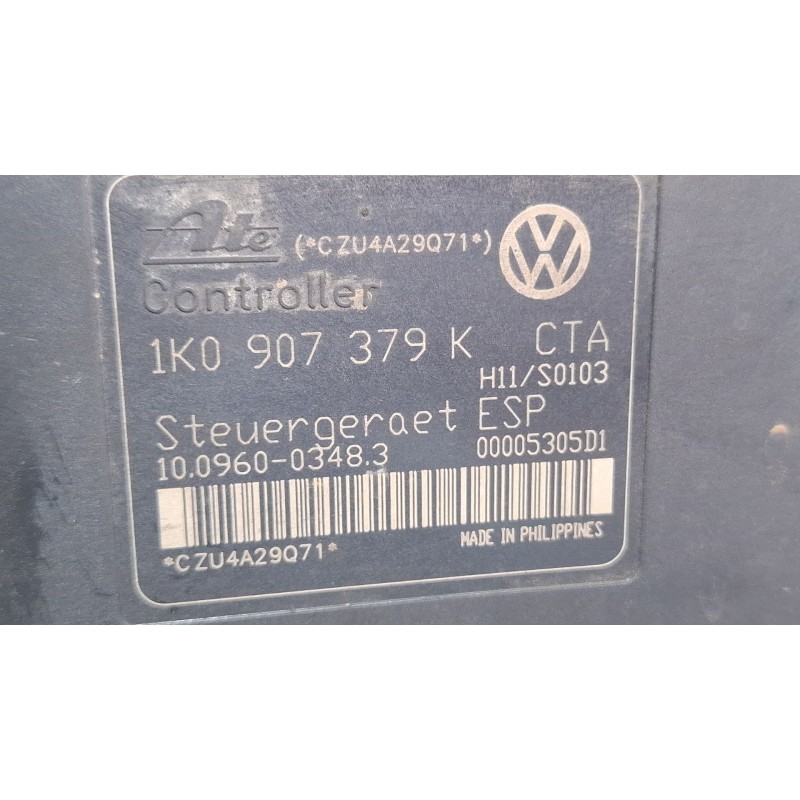 Ate (*CZU4A29Q71*) VW
Controller
1K0 907 379 K CTA
H11/S0103
Steuergeraet ESP
10.0960-0348.3 00005305D1
*CZU4A29Q71* MADE IN PHILIPPINES